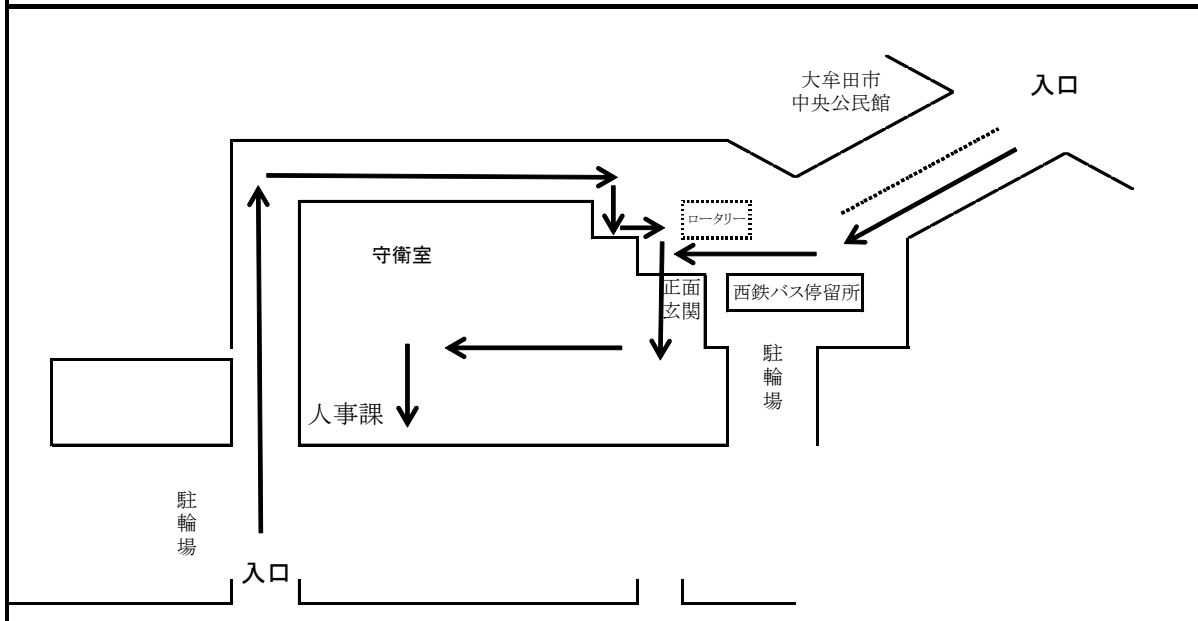 大牟田市
中央公民館
入口
ロータリー
守衛室
正面
玄関
西鉄バス停留所
駐
輪
場
人事課
駐
輪
場
入口